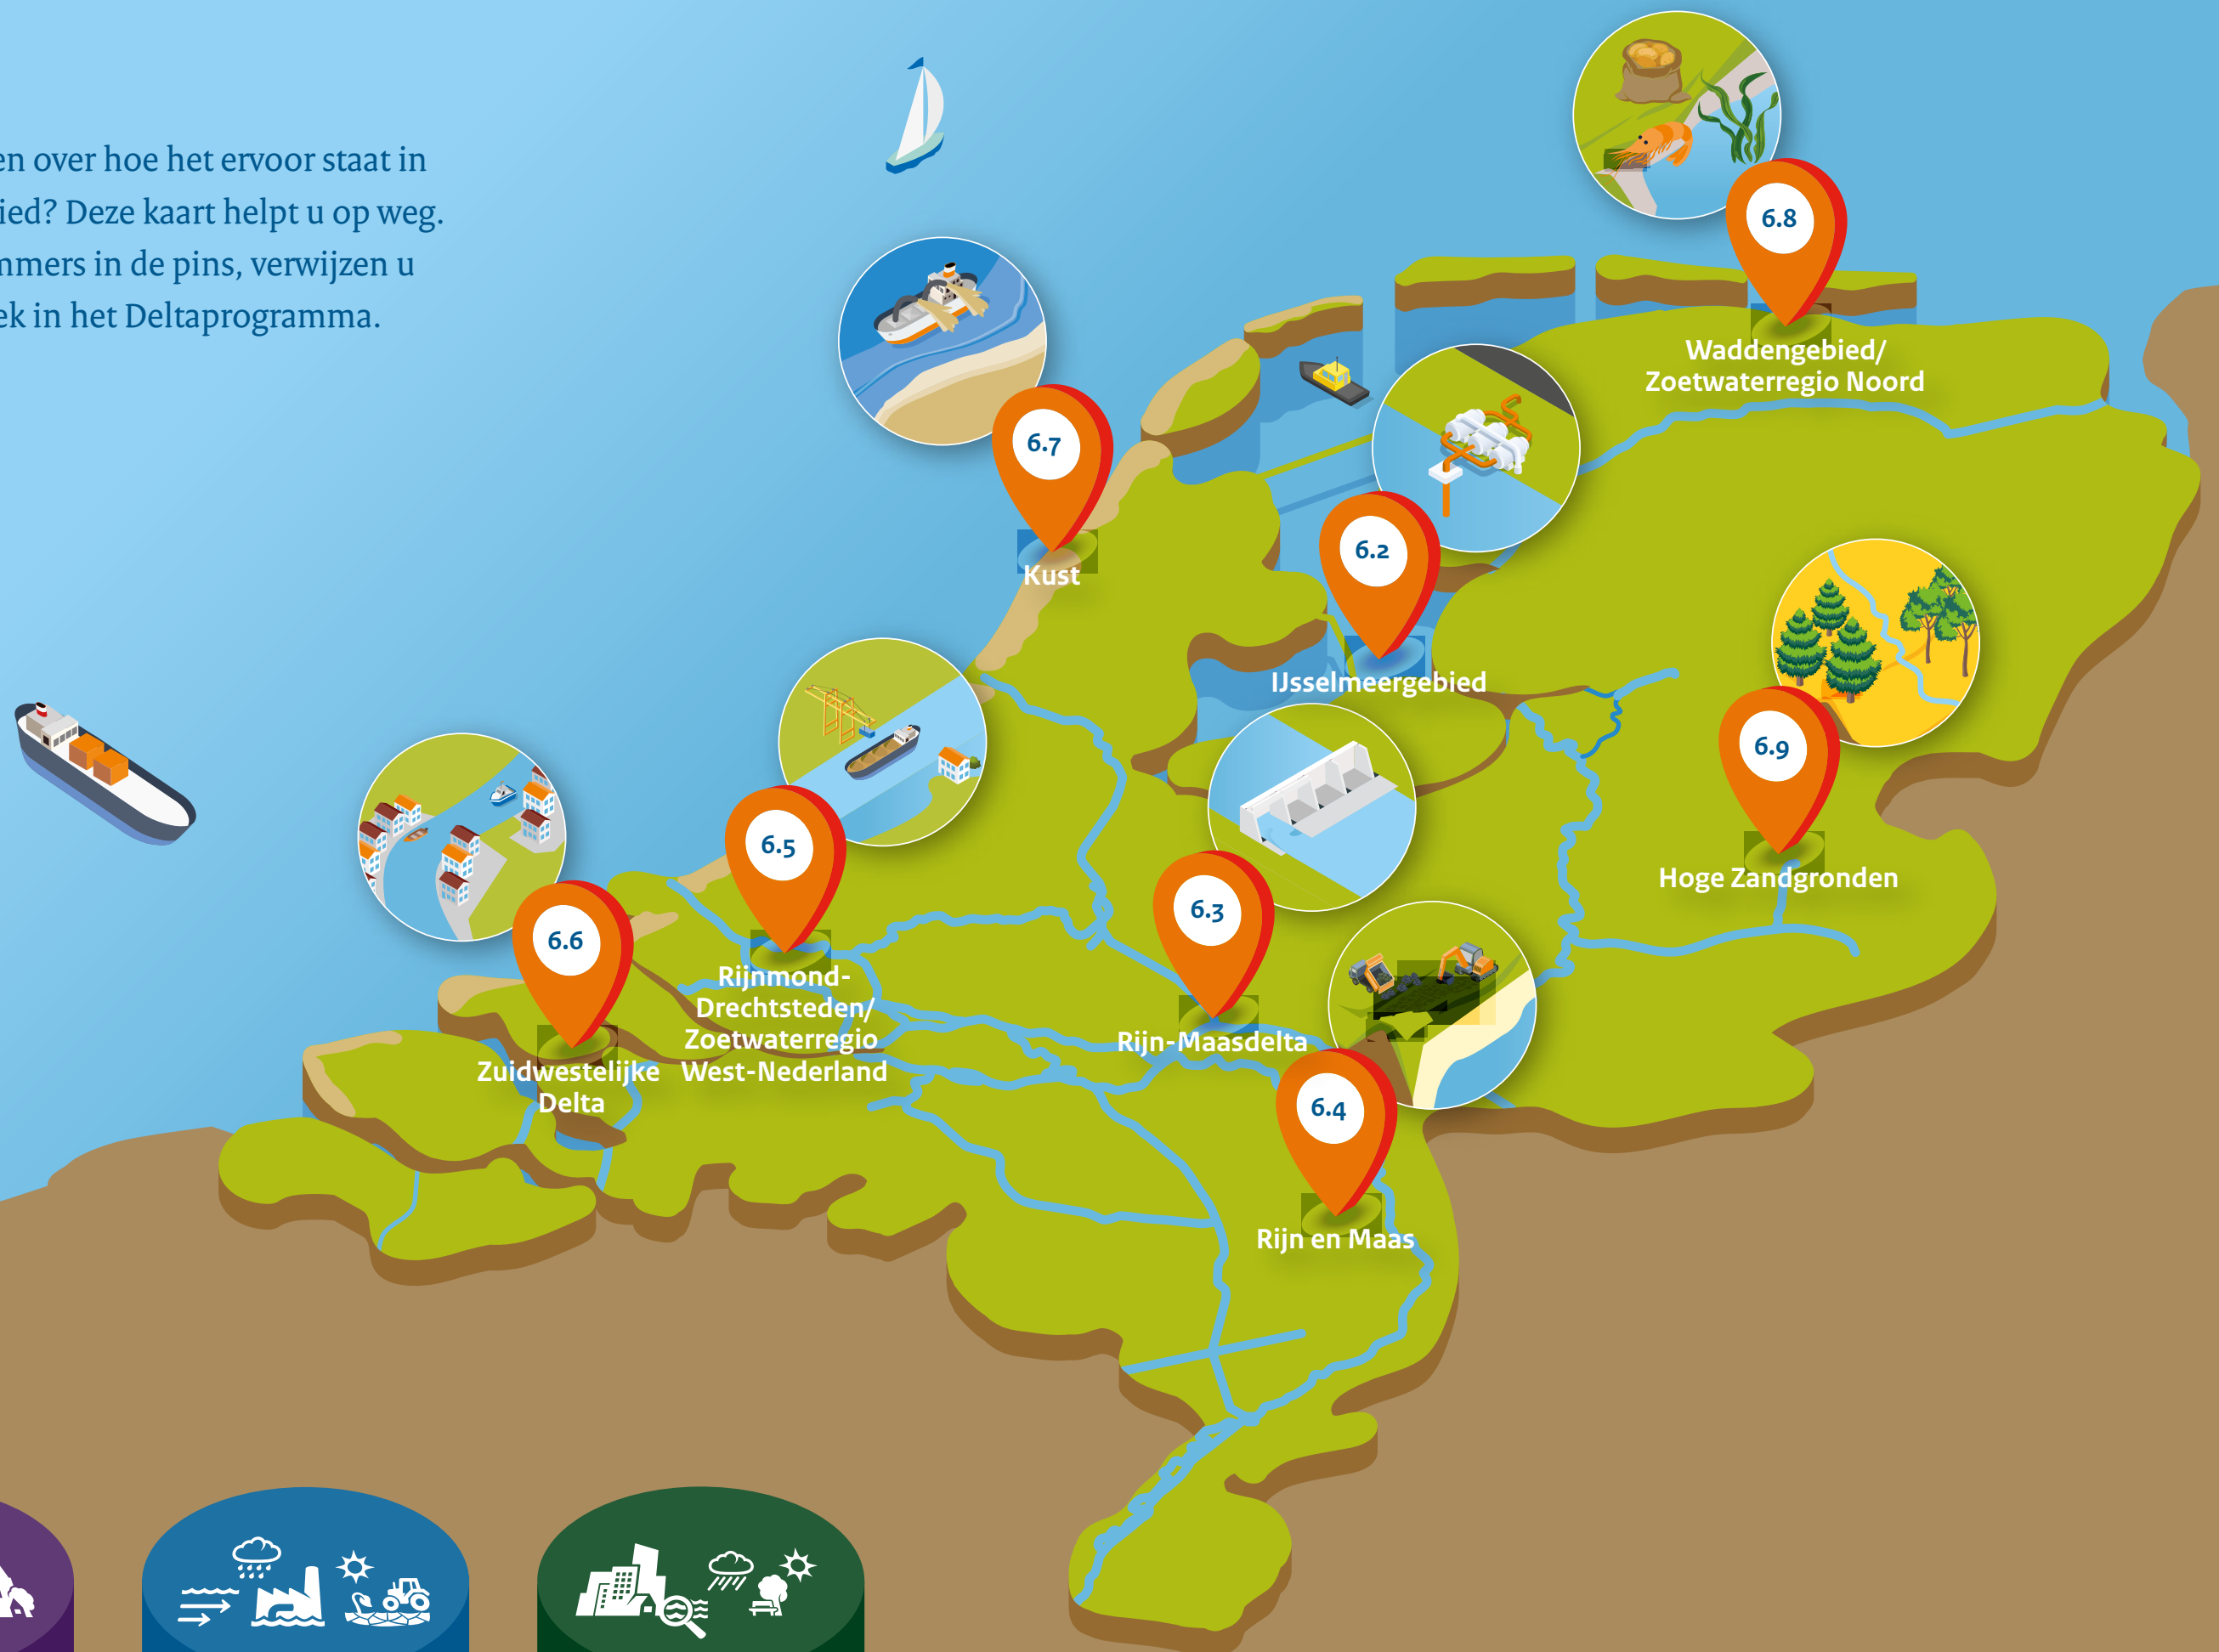 en over hoe het ervoor staat in
ied? Deze kaart helpt u op weg.
mmers in de pins, verwijzen u
ek in het Deltaprogramma.
6.8
Waddengebied/
Zoetwaterregio Noord
6.7
Kust
6.2
IJsselmeergebied
6.9
Hoge Zandgronden
6.5
Rijnmond-
Drechtsteden/
Zoetwaterregio
West-Nederland
6.3
Rijn-Maasdelta
6.6
Zuidwestelijke
Delta
6.4
Rijn en Maas